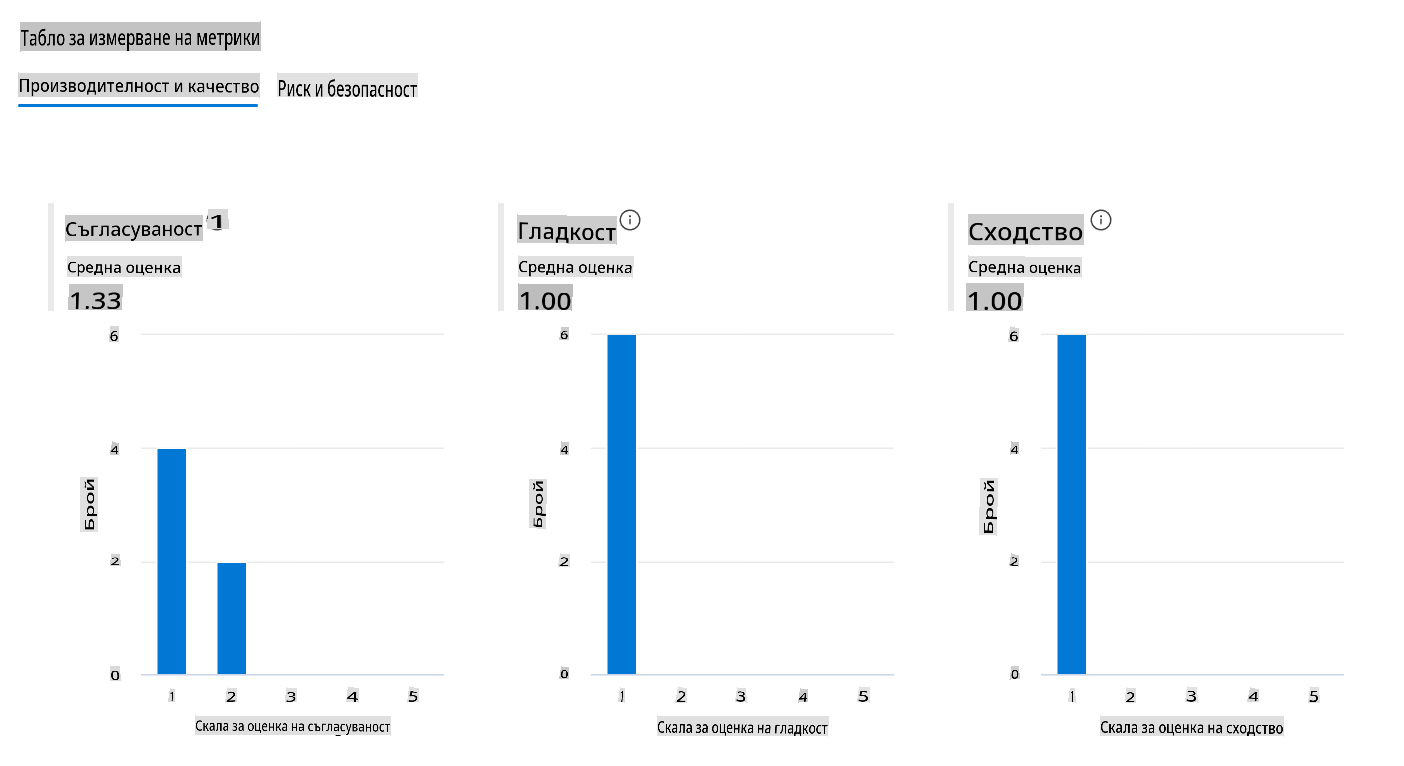 Табло за измерване на метрики
Производителност и качество
Риск и безопасност
Съгласуваност 1
Средна оценка
1.33
6
4
2
0
Брой
1 2 3 4 5
Скала за оценка на съгласуваност
Гладкост
Средна оценка
1.00
6
4
2
0
Брой
1 2 3 4 5
Скала за оценка на гладкост
Сходство
Средна оценка
1.00
6
4
2
0
Брой
1 2 3 4 5
Скала за оценка на сходство